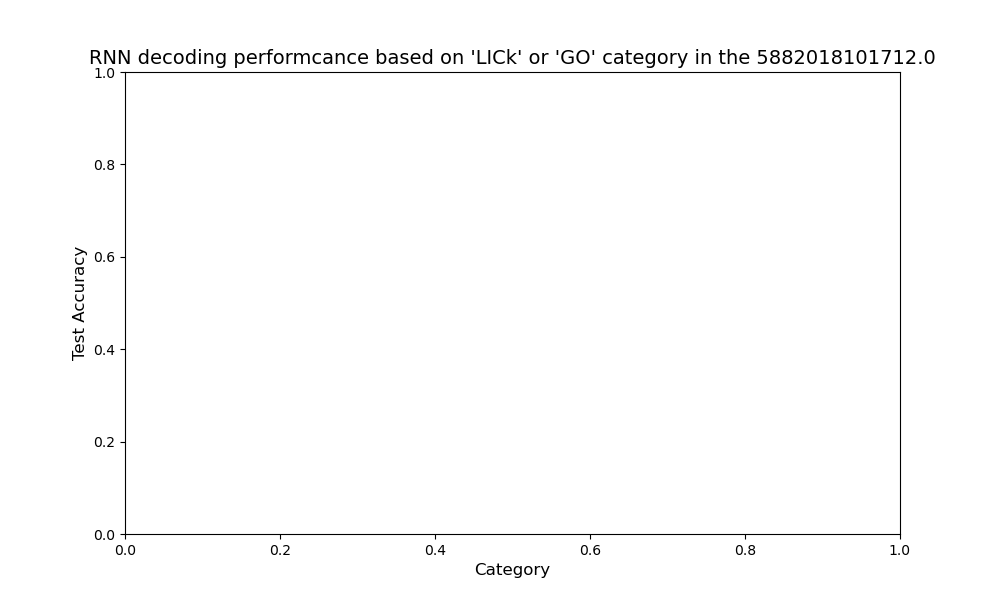 RNN decoding performcance based on 'LICk' or 'GO' category in the 5882018101712.0
1.0
0.8
0.6
0.4
0.2
0.0
Test Accuracy
0.0 0.2 0.4 0.6 0.8 1.0
Category